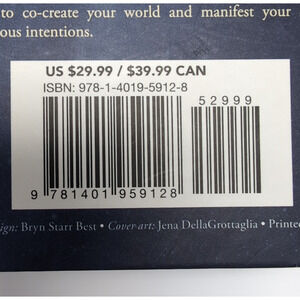 to co-create your world and manifest your
ous intentions.
US $29.99 / $39.99 CAN
ISBN: 978-1-4019-5912-8
52999
9 781401 959128
ign: Bryn Starr Best • Cover art: Jena DellaGrottaglia • Printe